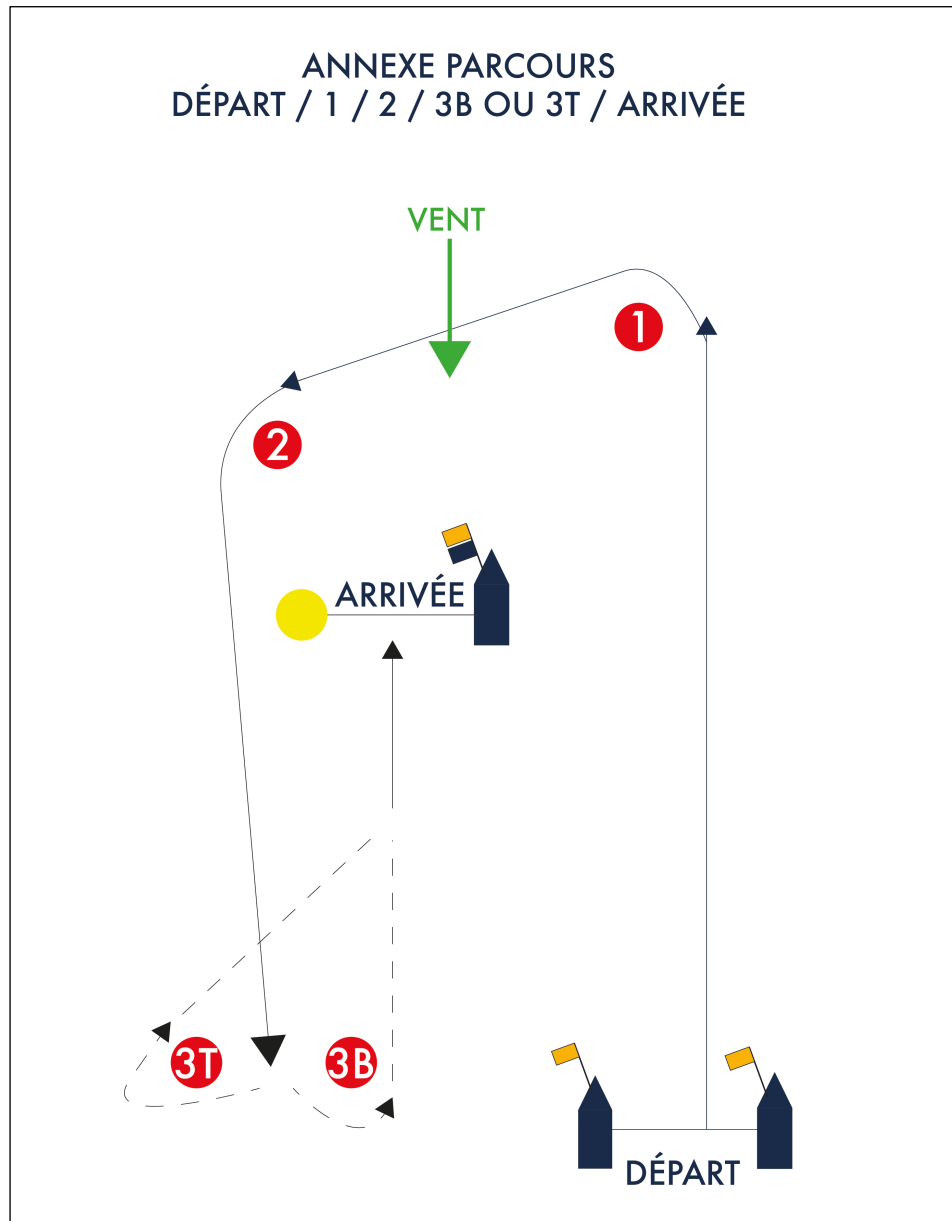 ANNEXE PARCOURS
DÉPART / 1 / 2 / 3B OU 3T / ARRIVÉE
VENT
1
2
ARRIVÉE
3T
3B
DÉPART